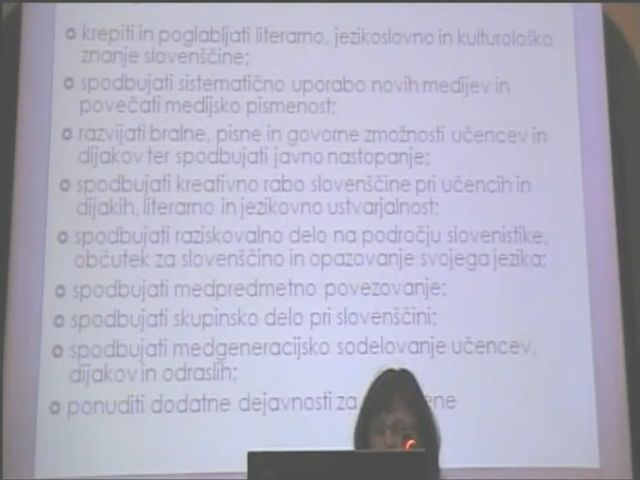 krepiti in poglabljati literarno, jezikoslovno in kulturološko
znanje slovenščine;
spodbujati sistematično uporabo novih medijev in
povečati medijsko pismenost;
razvijati bralne, pisne in govorne zmožnosti učencev in
dijakov ter spodbujati javno nastopanje;
spodbujati kreativno rabo slovenščine pri učencih in
dijakih, literarno in jezikovno ustvarjalnost;
spodbujati raziskovalno delo na področju slovenistike,
občutek za slovenščino in opazovanje svojega jezika;
spodbujati medpredmetno povezovanje;
spodbujati skupinsko delo pri slovenščini;
spodbujati medgeneracijsko sodelovanje učencev,
dijakov in odraslih;
ponuditi dodatne dejavnosti za